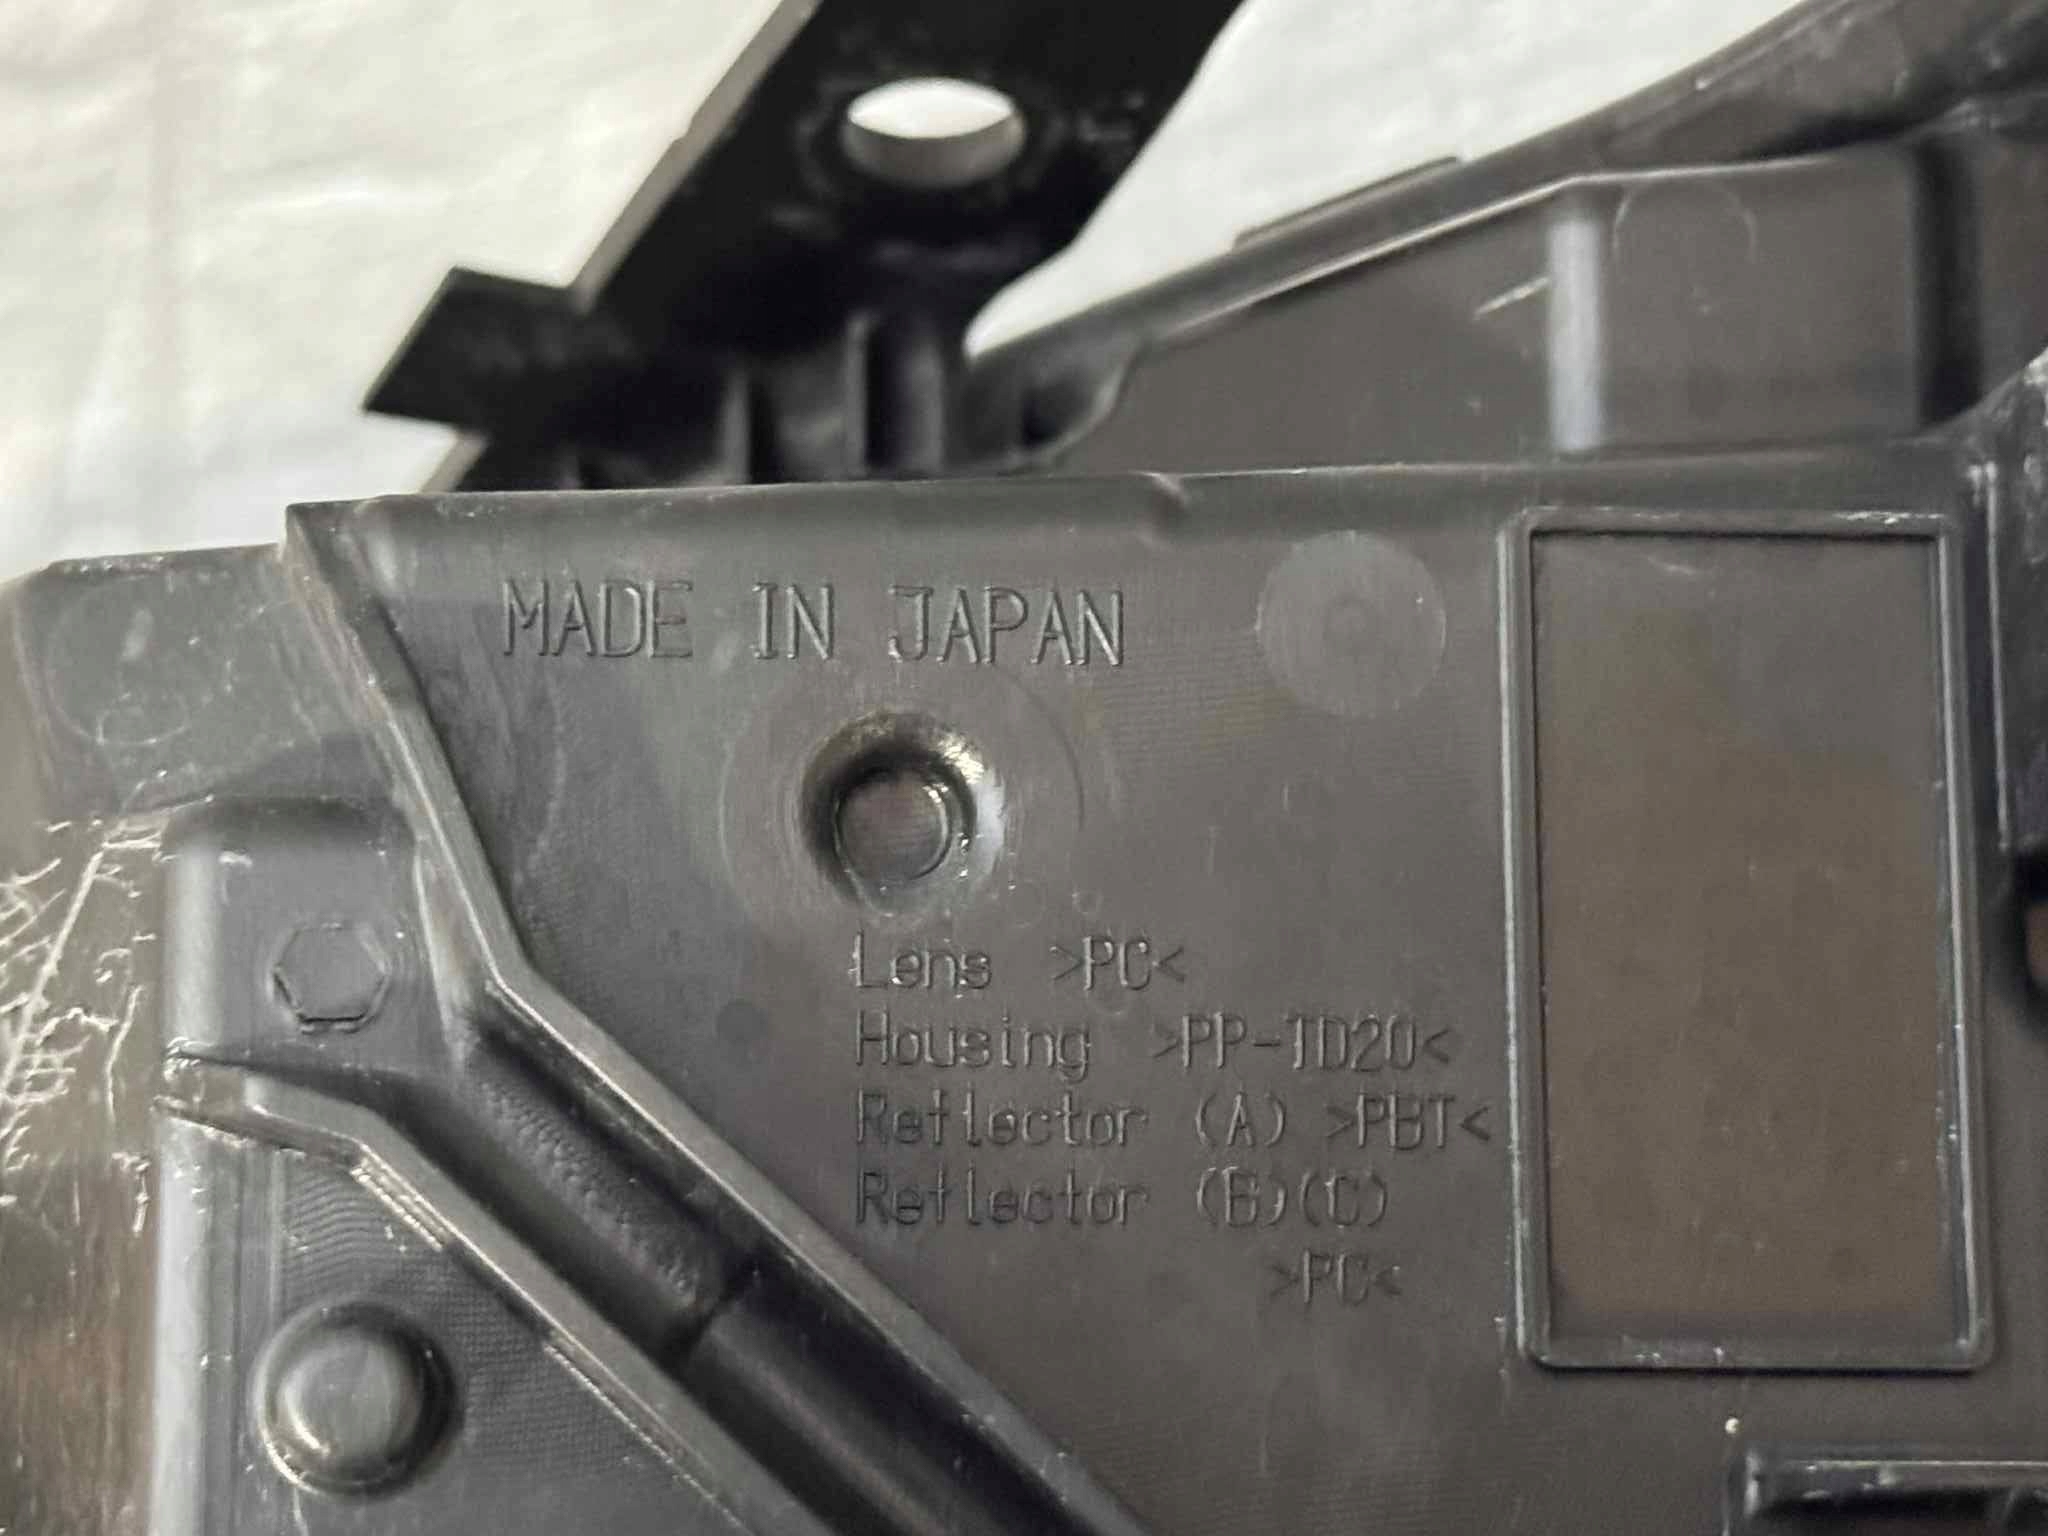 MADE IN JAPAN
Lens >PC<
Housing >PP-TD20<
Reflector (A) >PBT<
Reflector (B)(C)
>PC<